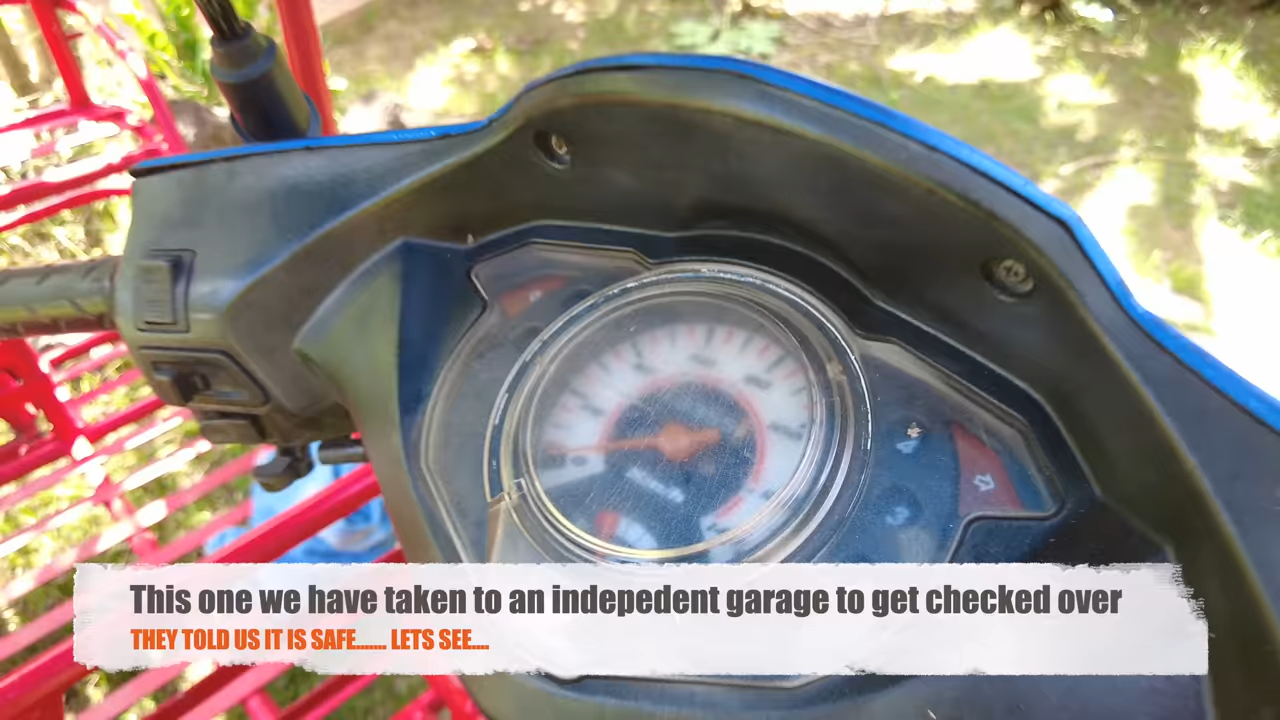 This one we have taken to an indepedent garage to get checked over
THEY TOLD US IT IS SAFE....... LETS SEE....